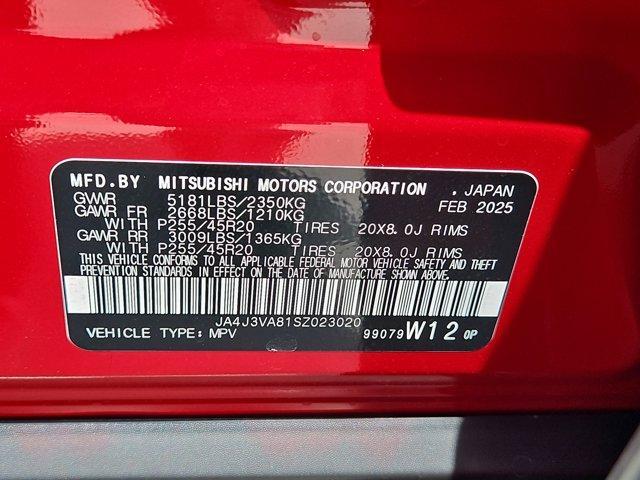 MFD.BY MITSUBISHI MOTORS CORPORATION . JAPAN
GVWR 5181LBS/2350KG FEB 2025
GAWR FR 2668LBS/1210KG
WITH P255/45R20 TIRES 20X8.0J RIMS
GAWR RR 3009LBS/1365KG
WITH P255/45R20 TIRES 20X8.0J RIMS
THIS VEHICLE CONFORMS TO ALL APPLICABLE FEDERAL MOTOR VEHICLE SAFETY AND THEFT
PREVENTION STANDARDS IN EFFECT ON THE DATE OF MANUFACTURE SHOWN ABOVE.
JA4J3VA81SZ023020
VEHICLE TYPE: MPV 99079 W12 0P